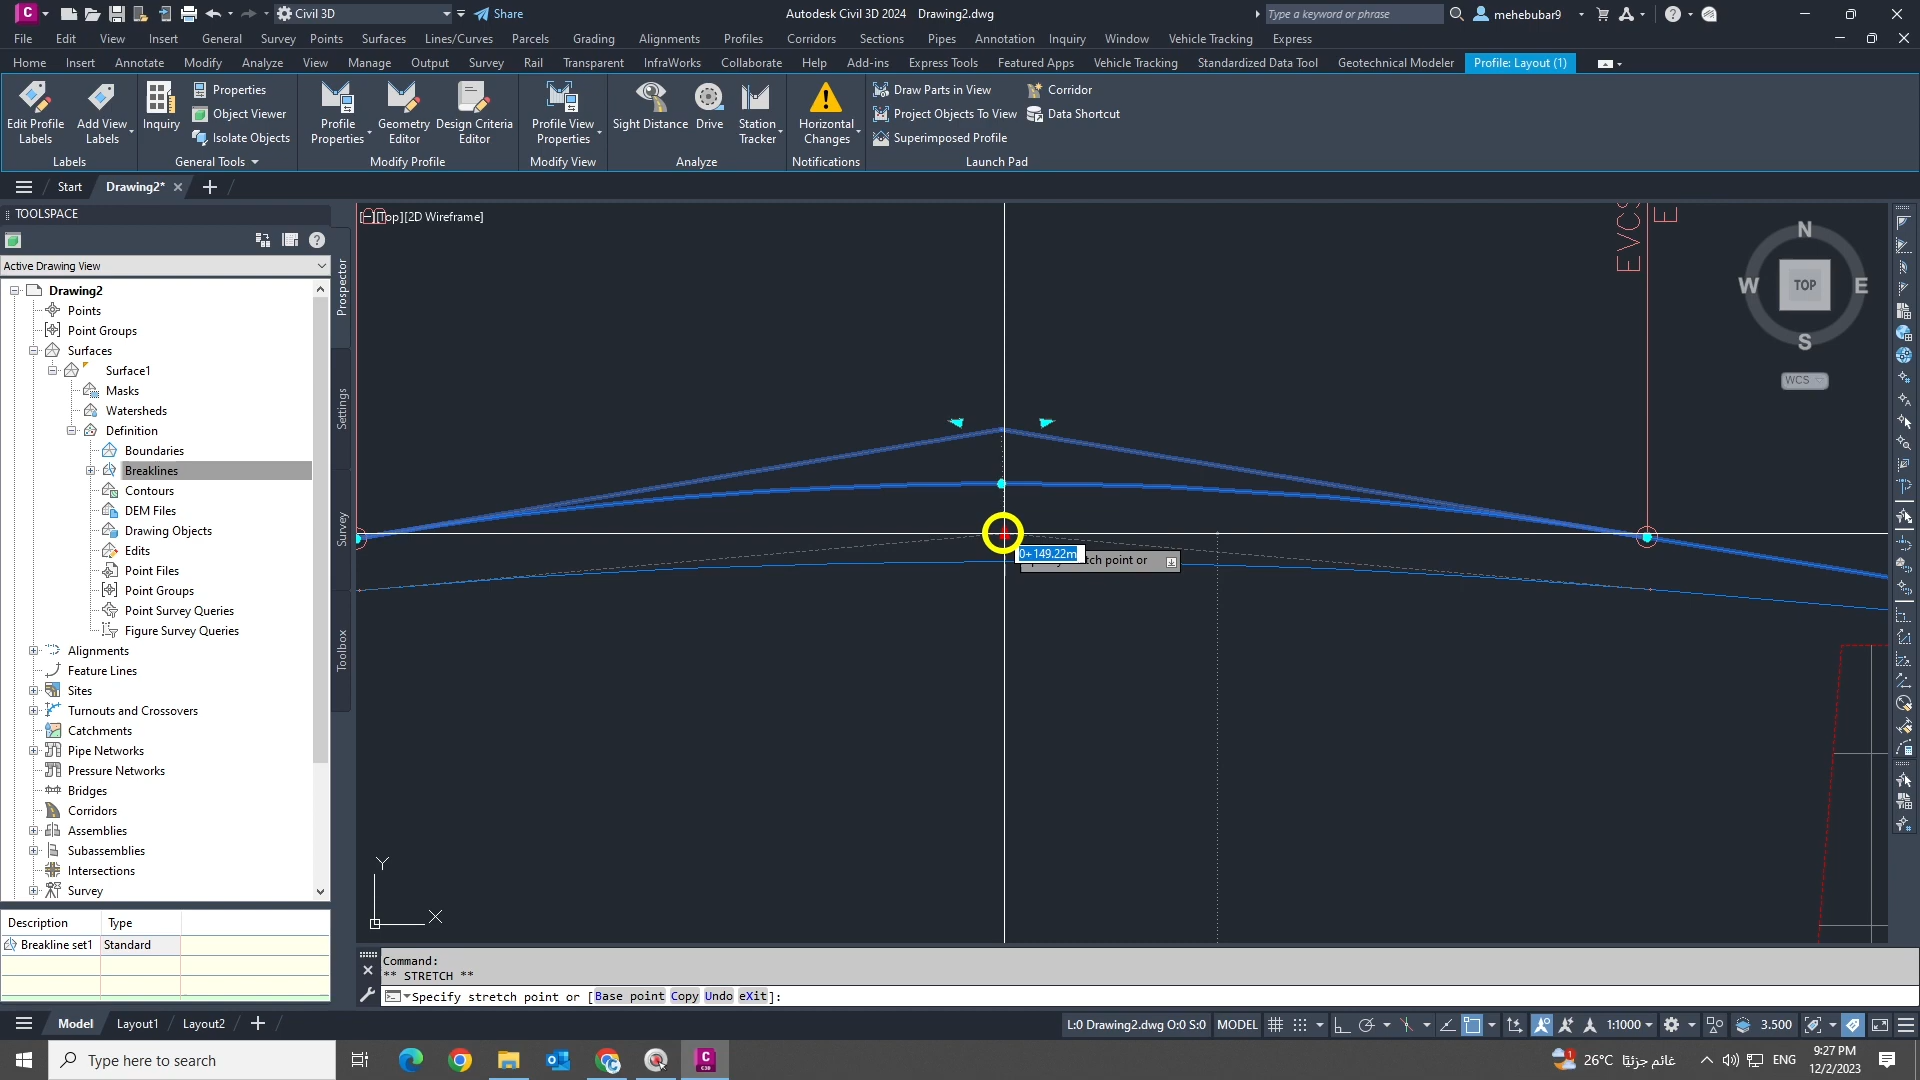 Civil 3D
Share
Autodesk Civil 3D 2024 Drawing2.dwg
Type a keyword or phrase
mehebubar9
File Edit View Insert General Survey Points Surfaces Lines/Curves Parcels Grading Alignments Profiles Corridors Sections Pipes Annotation Inquiry Window Vehicle Tracking Express
Home Insert Annotate Modify Analyze View Manage Output Survey Rail Transparent InfraWorks Collaborate Help Add-ins Express Tools Featured Apps Vehicle Tracking Standardized Data Tool Geotechnical Modeler Profile: Layout (1)
Edit Profile Labels
Add View Labels
Inquiry
Properties
Object Viewer
Isolate Objects
Profile Properties
Geometry Editor
Design Criteria Editor
Profile View Properties
Sight Distance
Drive
Station Tracker
Horizontal Changes
Draw Parts in View
Project Objects To View
Superimposed Profile
Corridor
Data Shortcut
Labels
General Tools
Modify Profile
Modify View
Analyze
Notifications
Launch Pad
Start
Drawing2*
TOOLSPACE
Active Drawing View
Drawing2
Points
Point Groups
Surfaces
Surface1
Masks
Watersheds
Definition
Boundaries
Breaklines
Contours
DEM Files
Drawing Objects
Edits
Point Files
Point Groups
Point Survey Queries
Figure Survey Queries
Alignments
Feature Lines
Sites
Turnouts and Crossovers
Catchments
Pipe Networks
Pressure Networks
Bridges
Corridors
Assemblies
Subassemblies
Intersections
Survey
Prospector
Settings
Survey
Toolbox
Description Type
Breakline set1 Standard
[–][Top][2D Wireframe]
EVCS
E
N
W TOP E
S
WCS
0+149.22m
tch point or
Y
X
Command:
** STRETCH **
Specify stretch point or [Base point Copy Undo eXit]:
Model Layout1 Layout2
L:0 Drawing2.dwg O:0 S:0 MODEL 1:1000 3.500
Type here to search
C
C3D
1
26°C غائم جزئيًا
ENG
9:27 PM
12/2/2023